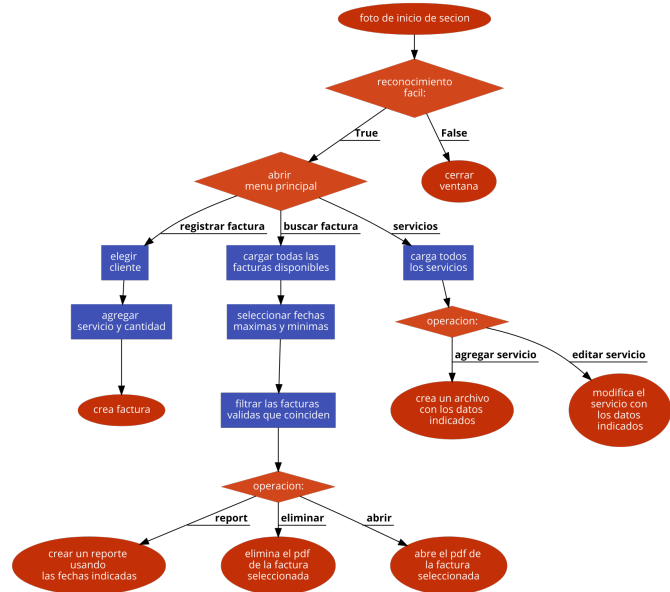 foto de inicio de secion
reconocimiento
facil:
True
False
abrir
menu principal
cerrar
ventana
registrar factura
buscar factura
servicios
elegir
cliente
cargar todas las
facturas disponibles
carga todos
los servicios
agregar
servicio y cantidad
seleccionar fechas
maximas y minimas
operacion:
agregar servicio
editar servicio
crea factura
filtrar las facturas
validas que coinciden
crea un archivo
con los datos
indicados
modifica el
servicio con
los datos
indicados
operacion:
report
eliminar
abrir
crear un reporte
usando
las fechas indicadas
elimina el pdf
de la factura
seleccionada
abre el pdf de
la factura
seleccionada